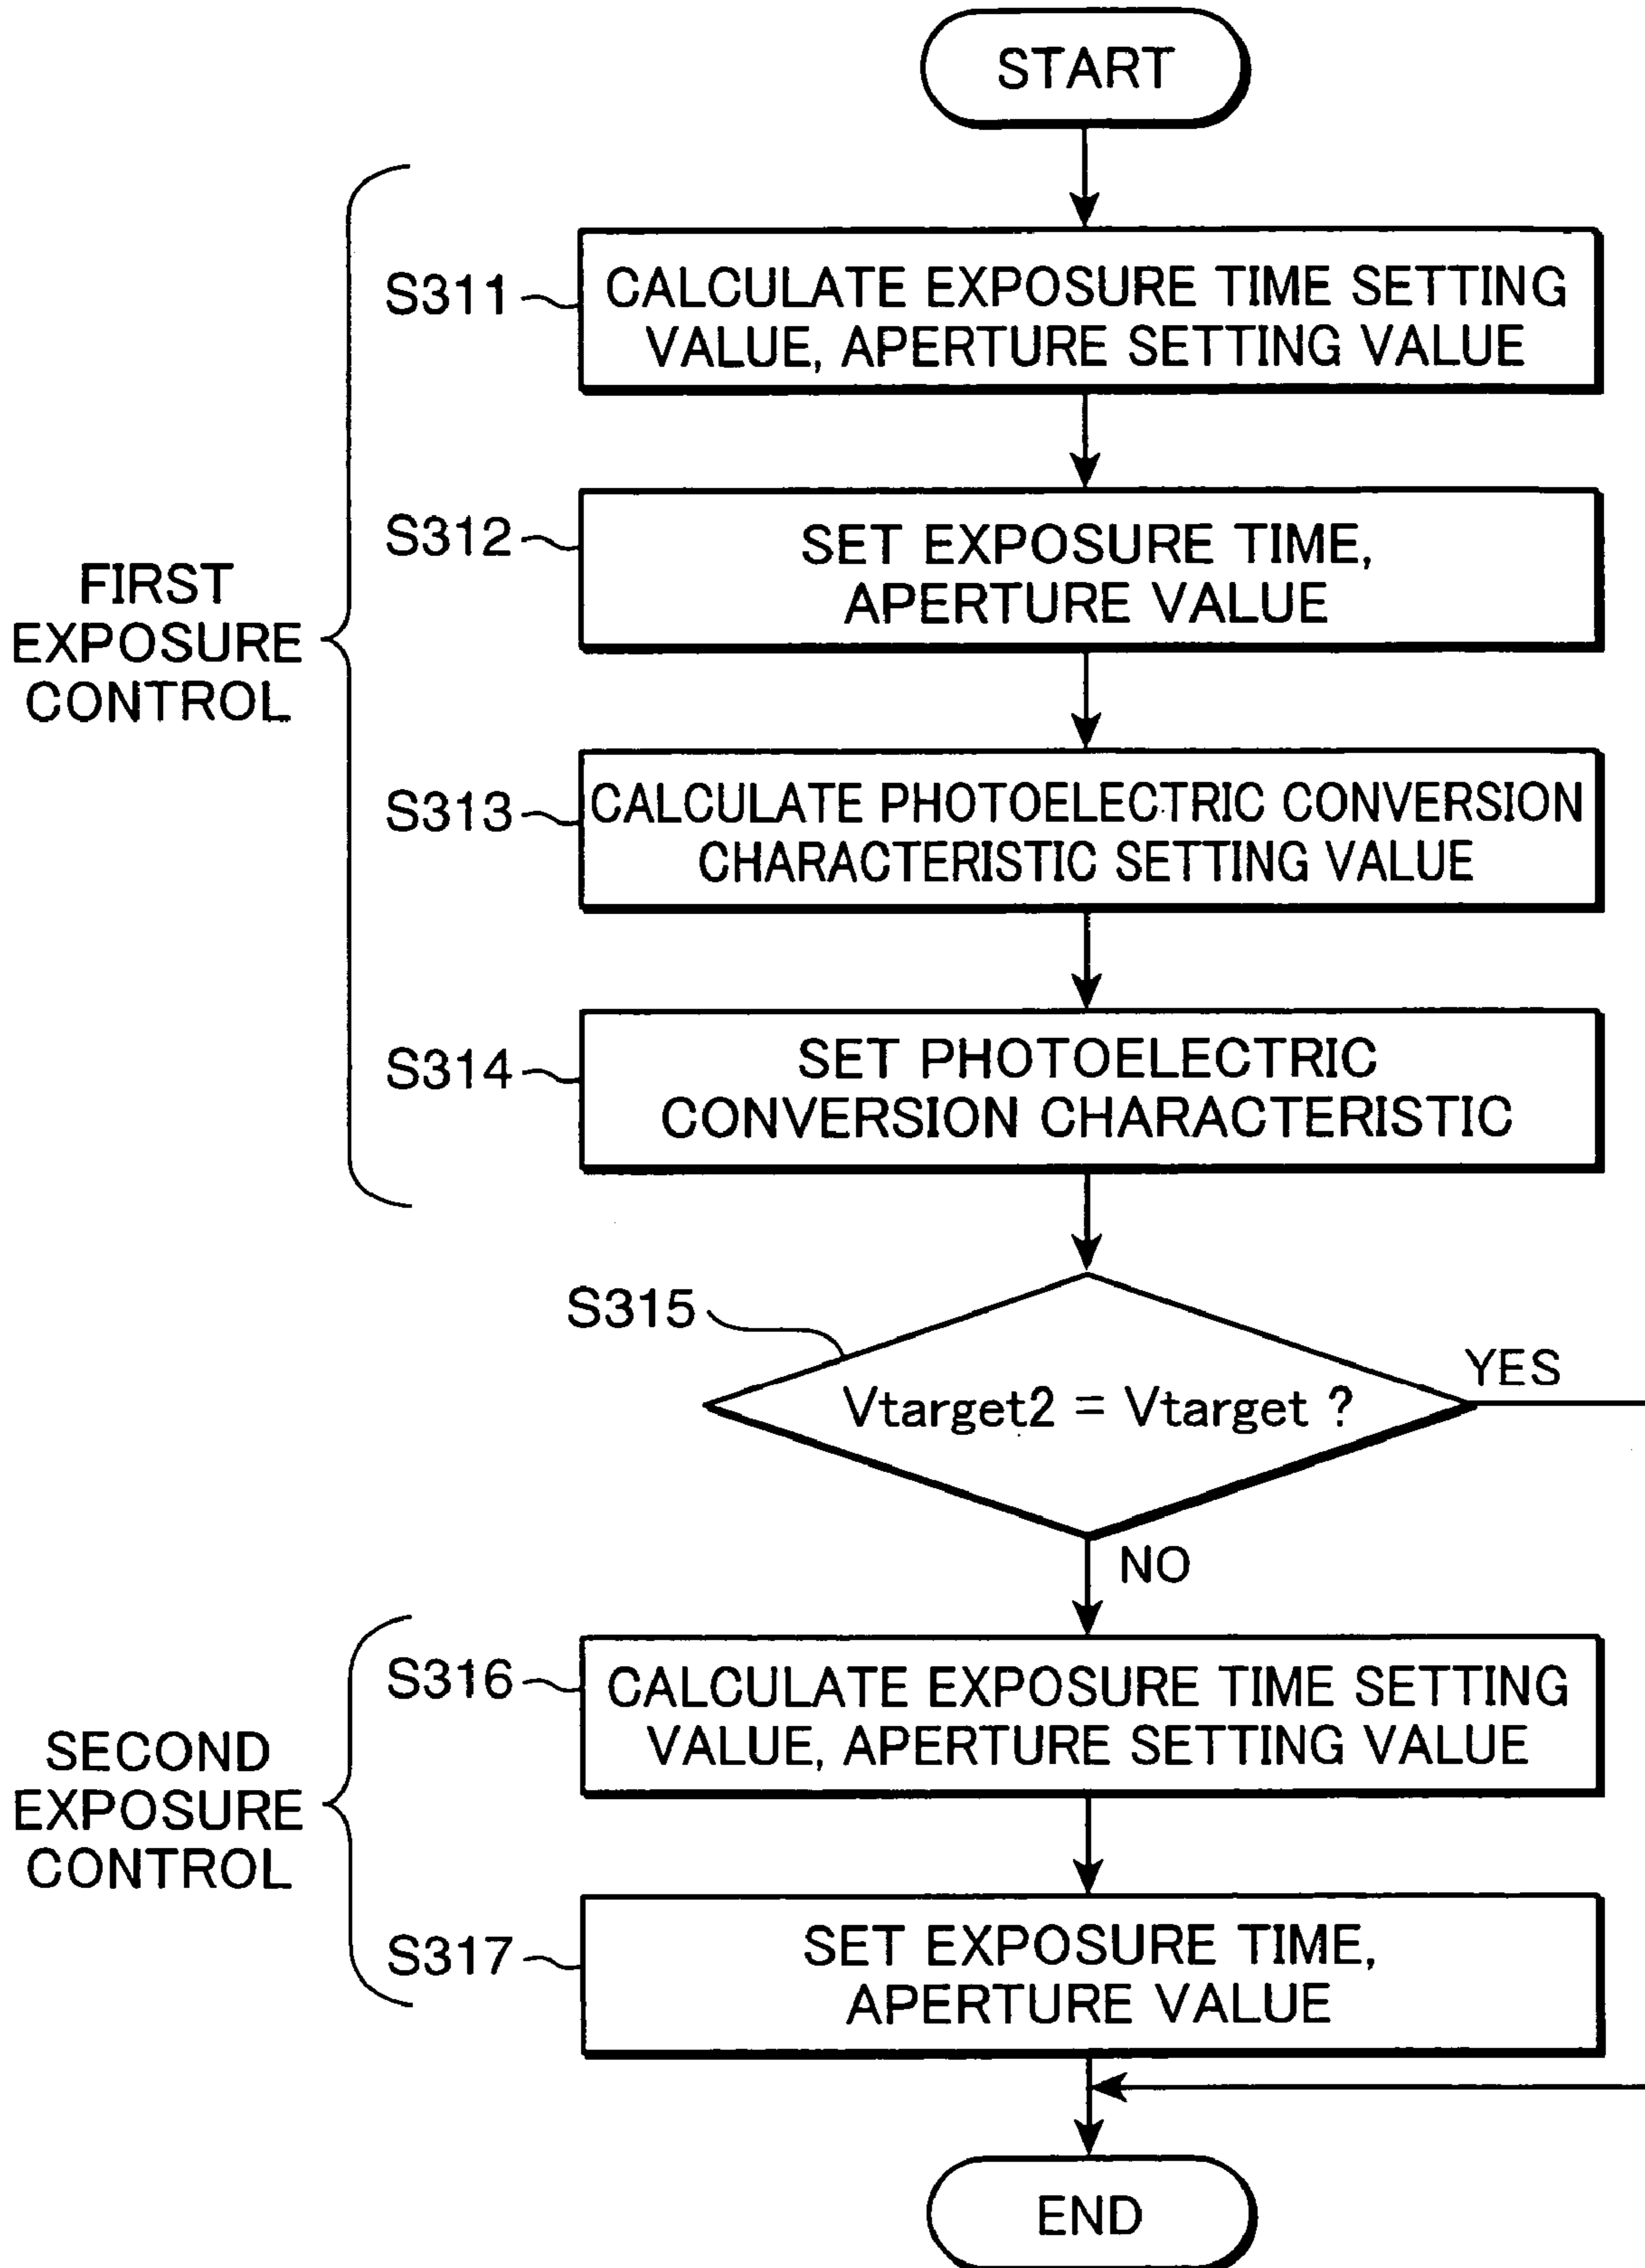 START
S311
CALCULATE EXPOSURE TIME SETTING
VALUE, APERTURE SETTING VALUE
S312
SET EXPOSURE TIME,
APERTURE VALUE
FIRST
EXPOSURE
CONTROL
S313
CALCULATE PHOTOELECTRIC CONVERSION
CHARACTERISTIC SETTING VALUE
S314
SET PHOTOELECTRIC
CONVERSION CHARACTERISTIC
S315
Vtarget2 = Vtarget ?
YES
NO
S316
CALCULATE EXPOSURE TIME SETTING
VALUE, APERTURE SETTING VALUE
SECOND
EXPOSURE
CONTROL
S317
SET EXPOSURE TIME,
APERTURE VALUE
END